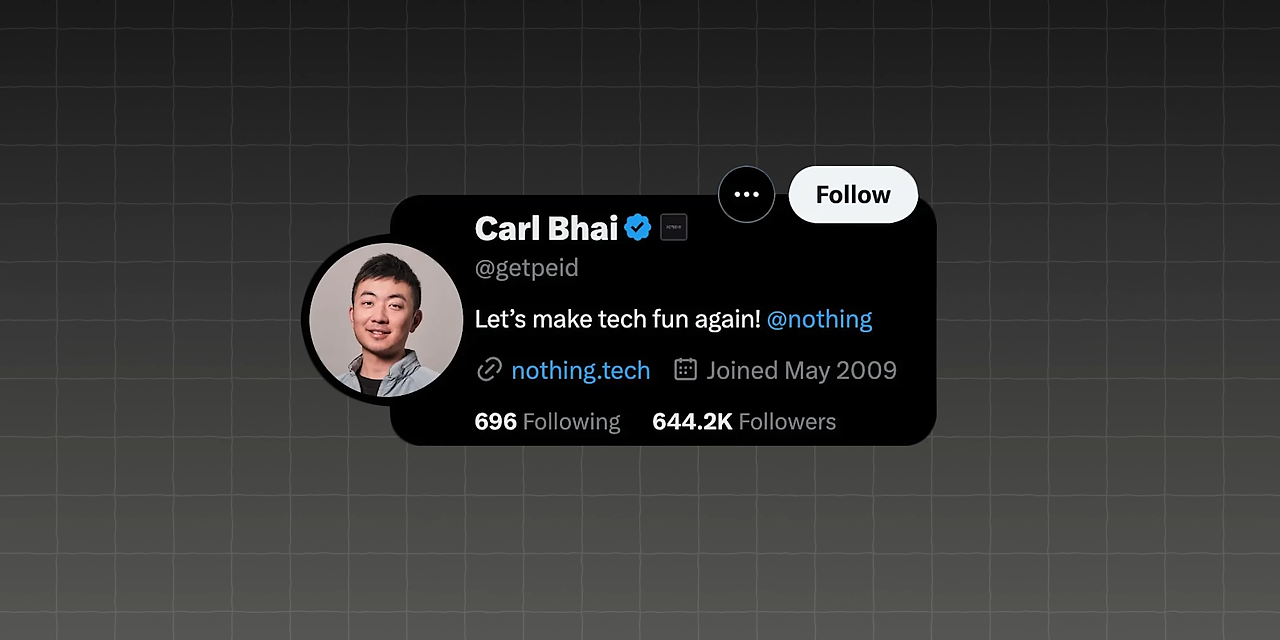 Follow
Carl Bhai
@getpeid
Let’s make tech fun again! @nothing
nothing.tech Joined May 2009
696 Following 644.2K Followers